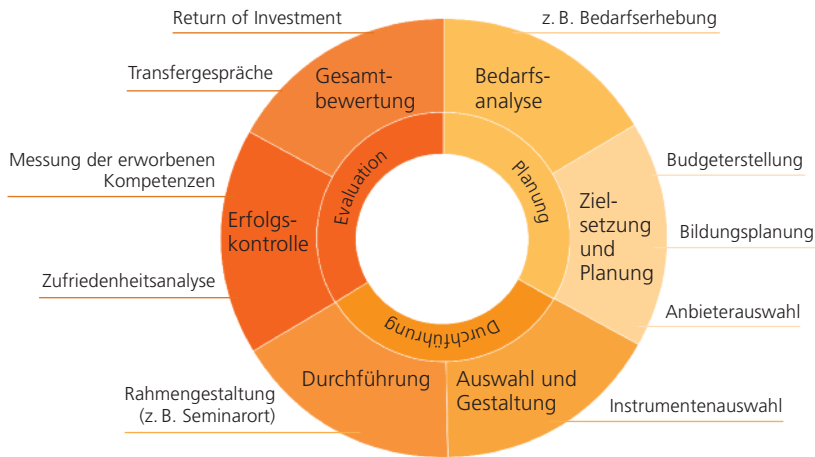 Return of Investment
z. B. Bedarfserhebung
Transfergespräche
Gesamt-
bewertung
Bedarfs-
analyse
Messung der erworbenen
Kompetenzen
Evaluation
Planung
Budgeterstellung
Erfolgs-
kontrolle
Ziel-
setzung
und
Planung
Bildungsplanung
Zufriedenheitsanalyse
Anbieterauswahl
Durchführung
Durchführung
Auswahl und
Gestaltung
Rahmengestaltung
(z. B. Seminarort)
Instrumentenauswahl